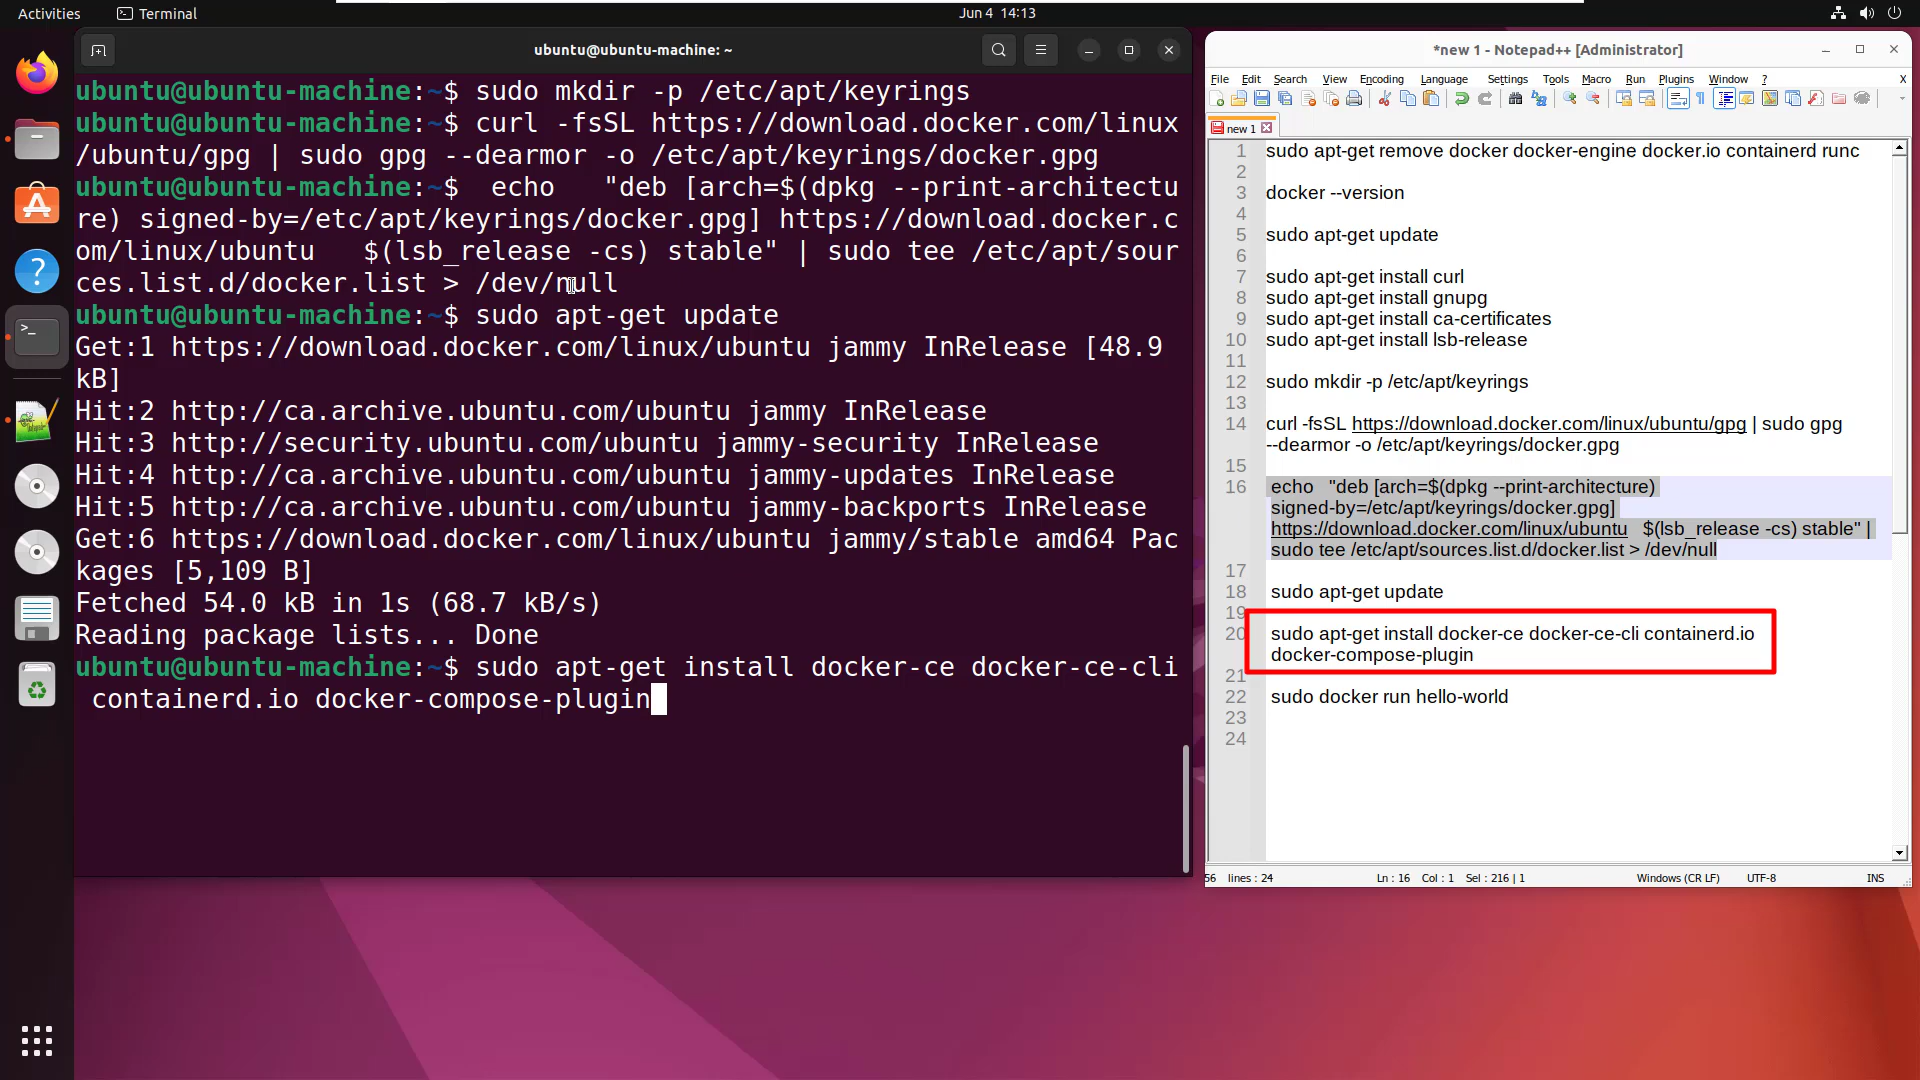 Activities
Terminal
Jun 4 14:13
ubuntu@ubuntu-machine: ~
ubuntu@ubuntu-machine:~$ sudo mkdir -p /etc/apt/keyrings
ubuntu@ubuntu-machine:~$ curl -fsSL https://download.docker.com/linux
/ubuntu/gpg | sudo gpg --dearmor -o /etc/apt/keyrings/docker.gpg
ubuntu@ubuntu-machine:~$  echo   "deb [arch=$(dpkg --print-architectu
re) signed-by=/etc/apt/keyrings/docker.gpg] https://download.docker.c
om/linux/ubuntu   $(lsb_release -cs) stable" | sudo tee /etc/apt/sour
ces.list.d/docker.list > /dev/null
ubuntu@ubuntu-machine:~$ sudo apt-get update
Get:1 https://download.docker.com/linux/ubuntu jammy InRelease [48.9
kB]
Hit:2 http://ca.archive.ubuntu.com/ubuntu jammy InRelease
Hit:3 http://security.ubuntu.com/ubuntu jammy-security InRelease
Hit:4 http://ca.archive.ubuntu.com/ubuntu jammy-updates InRelease
Hit:5 http://ca.archive.ubuntu.com/ubuntu jammy-backports InRelease
Get:6 https://download.docker.com/linux/ubuntu jammy/stable amd64 Pac
kages [5,109 B]
Fetched 54.0 kB in 1s (68.7 kB/s)
Reading package lists... Done
ubuntu@ubuntu-machine:~$ sudo apt-get install docker-ce docker-ce-cli
 containerd.io docker-compose-plugin
*new 1 - Notepad++ [Administrator]
File Edit Search View Encoding Language Settings Tools Macro Run Plugins Window ? X
new 1
1 sudo apt-get remove docker docker-engine docker.io containerd runc
2
3 docker --version
4
5 sudo apt-get update
6
7 sudo apt-get install curl
8 sudo apt-get install gnupg
9 sudo apt-get install ca-certificates
10 sudo apt-get install lsb-release
11
12 sudo mkdir -p /etc/apt/keyrings
13
14 curl -fsSL https://download.docker.com/linux/ubuntu/gpg | sudo gpg
--dearmor -o /etc/apt/keyrings/docker.gpg
15
16 echo   "deb [arch=$(dpkg --print-architecture)
signed-by=/etc/apt/keyrings/docker.gpg]
https://download.docker.com/linux/ubuntu   $(lsb_release -cs) stable" |
sudo tee /etc/apt/sources.list.d/docker.list > /dev/null
17
18 sudo apt-get update
19
20 sudo apt-get install docker-ce docker-ce-cli containerd.io
docker-compose-plugin
21
22 sudo docker run hello-world
23
24
56 lines : 24 Ln : 16 Col : 1 Sel : 216 | 1 Windows (CR LF) UTF-8 INS